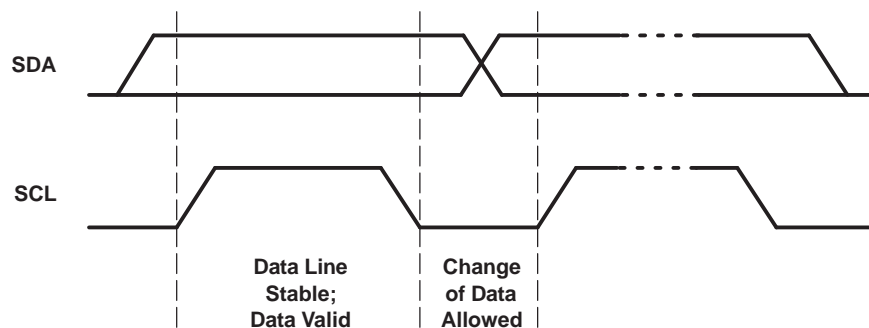 SDA
SCL
Data Line
Stable;
Data Valid
Change
of Data
Allowed